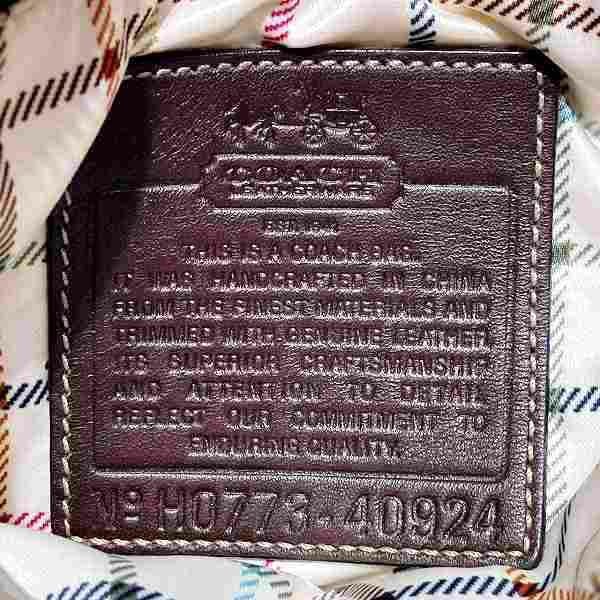 COACH
LEATHERWARE
EST. 1941
THIS IS A COACH BAG.
IT WAS HANDCRAFTED IN CHINA
FROM THE FINEST MATERIALS AND
TRIMMED WITH GENUINE LEATHER.
ITS SUPERIOR CRAFTSMANSHIP
AND ATTENTION TO DETAIL
REFLECT OUR COMMITMENT TO
ENDURING QUALITY.
Nº H0773-40924